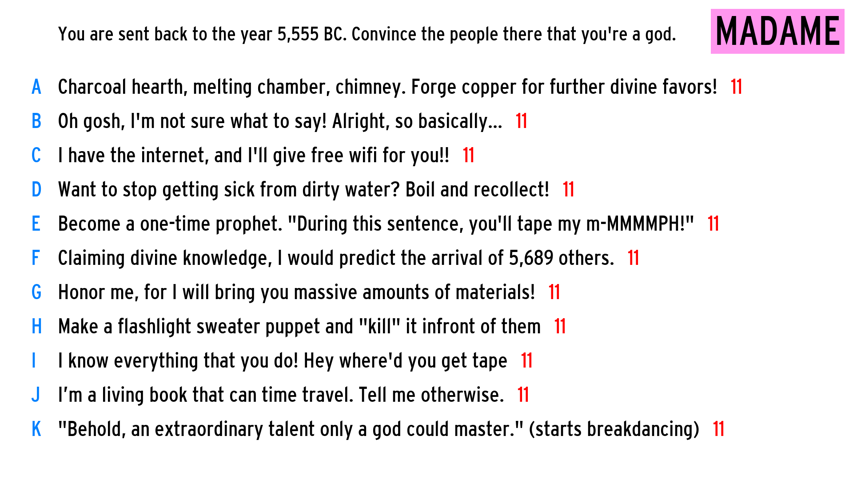 You are sent back to the year 5,555 BC. Convince the people there that you're a god.
MADAME
A Charcoal hearth, melting chamber, chimney. Forge copper for further divine favors! 11
B Oh gosh, I'm not sure what to say! Alright, so basically... 11
C I have the internet, and I'll give free wifi for you!! 11
D Want to stop getting sick from dirty water? Boil and recollect! 11
E Become a one-time prophet. "During this sentence, you'll tape my m-MMMMPH!" 11
F Claiming divine knowledge, I would predict the arrival of 5,689 others. 11
G Honor me, for I will bring you massive amounts of materials! 11
H Make a flashlight sweater puppet and "kill" it infront of them 11
I I know everything that you do! Hey where'd you get tape 11
J I’m a living book that can time travel. Tell me otherwise. 11
K "Behold, an extraordinary talent only a god could master." (starts breakdancing) 11